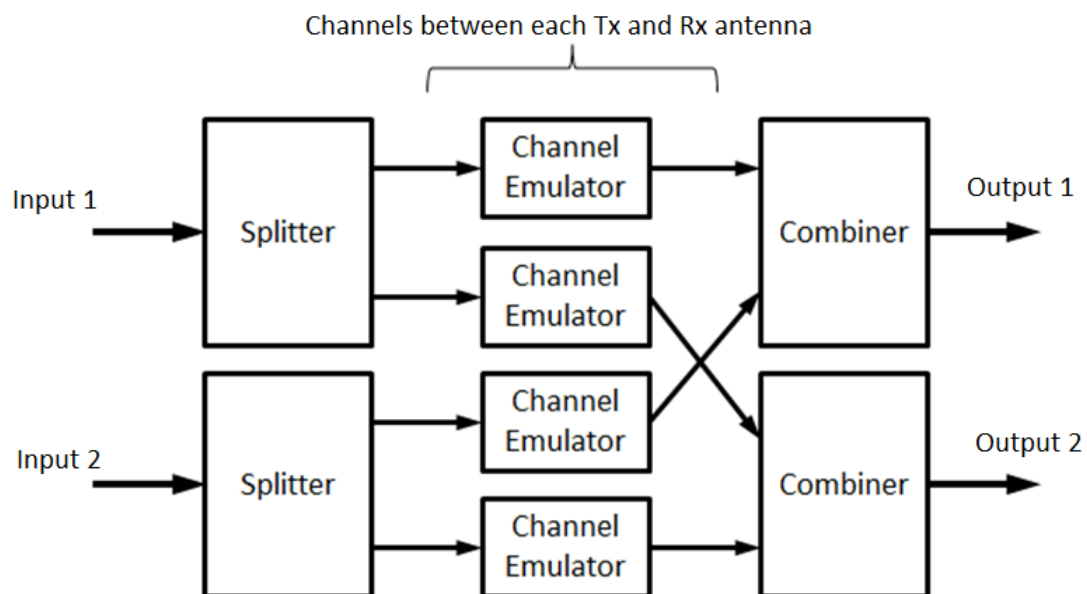 Channels between each Tx and Rx antenna
Input 1
Splitter
Channel
Emulator
Channel
Emulator
Combiner
Output 1
Input 2
Splitter
Channel
Emulator
Channel
Emulator
Combiner
Output 2